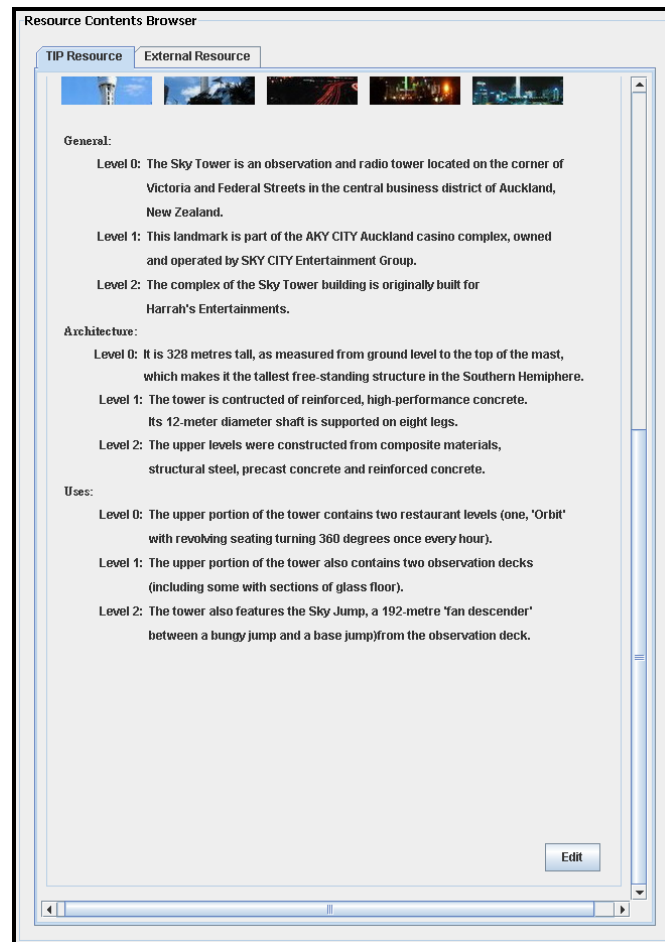 Resource Contents Browser
TIP Resource External Resource
General:
Level 0: The Sky Tower is an observation and radio tower located on the corner of
Victoria and Federal Streets in the central business district of Auckland,
New Zealand.
Level 1: This landmark is part of the AKY CITY Auckland casino complex, owned
and operated by SKY CITY Entertainment Group.
Level 2: The complex of the Sky Tower building is originally built for
Harrah's Entertainments.
Architecture:
Level 0: It is 328 metres tall, as measured from ground level to the top of the mast,
which makes it the tallest free-standing structure in the Southern Hemiphere.
Level 1: The tower is contructed of reinforced, high-performance concrete.
Its 12-meter diameter shaft is supported on eight legs.
Level 2: The upper levels were constructed from composite materials,
structural steel, precast concrete and reinforced concrete.
Uses:
Level 0: The upper portion of the tower contains two restaurant levels (one, 'Orbit'
with revolving seating turning 360 degrees once every hour).
Level 1: The upper portion of the tower also contains two observation decks
(including some with sections of glass floor).
Level 2: The tower also features the Sky Jump, a 192-metre 'fan descender'
between a bungy jump and a base jump)from the observation deck.
Edit